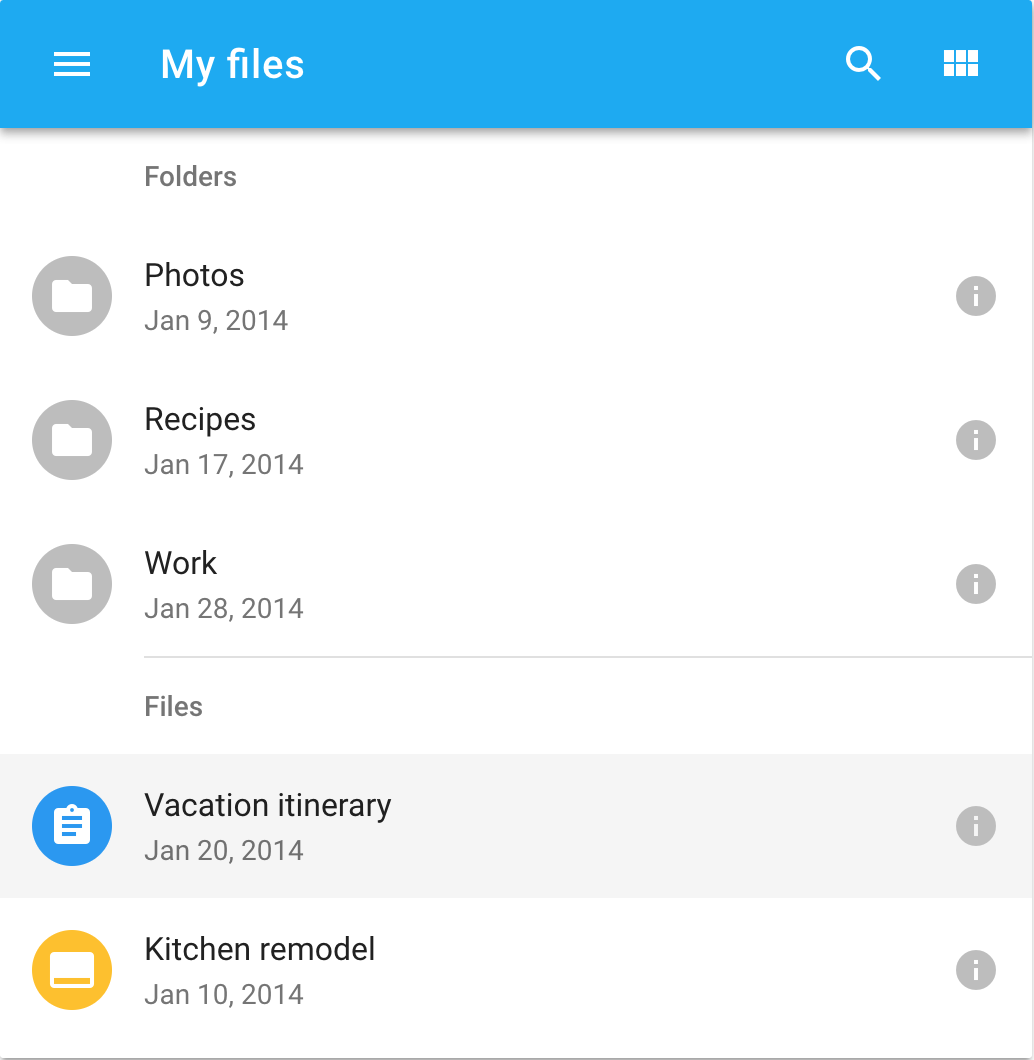 My files
Folders
Photos
Jan 9, 2014
Recipes
Jan 17, 2014
Work
Jan 28, 2014
Files
Vacation itinerary
Jan 20, 2014
Kitchen remodel
Jan 10, 2014